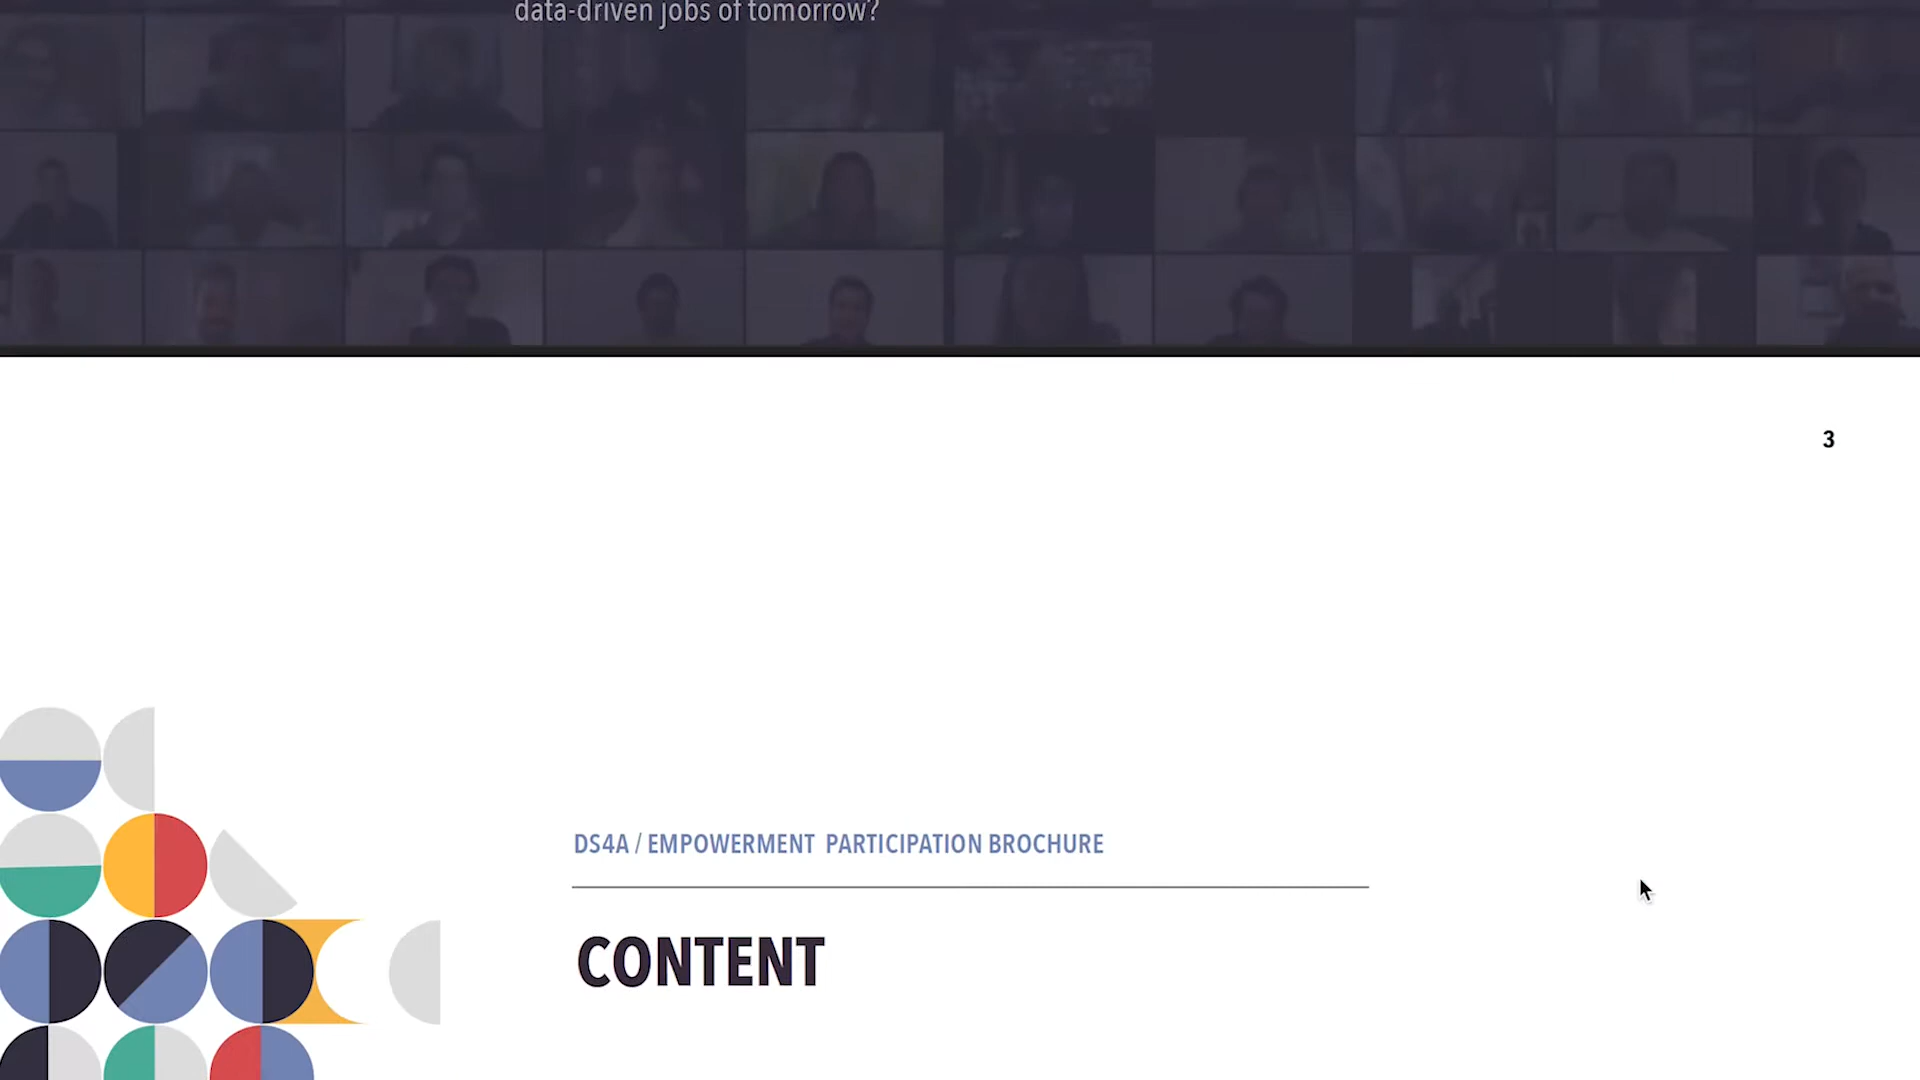 data-driven jobs of tomorrow?
3
DS4A / EMPOWERMENT PARTICIPATION BROCHURE
CONTENT